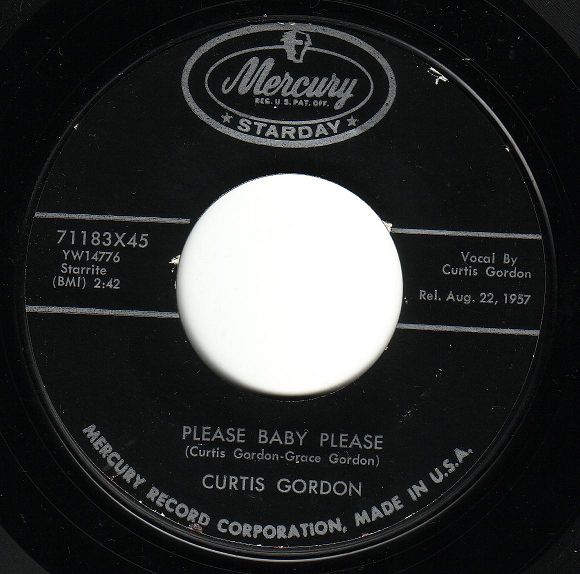 Mercury
REG. U.S. PAT. OFF.
★ STARDAY ★
71183X45
YW14776
Starrite
(BMI) 2:42
Vocal By
Curtis Gordon
Rel. Aug. 22, 1957
PLEASE BABY PLEASE
(Curtis Gordon-Grace Gordon)
CURTIS GORDON
MERCURY RECORD CORPORATION, MADE IN U.S.A.